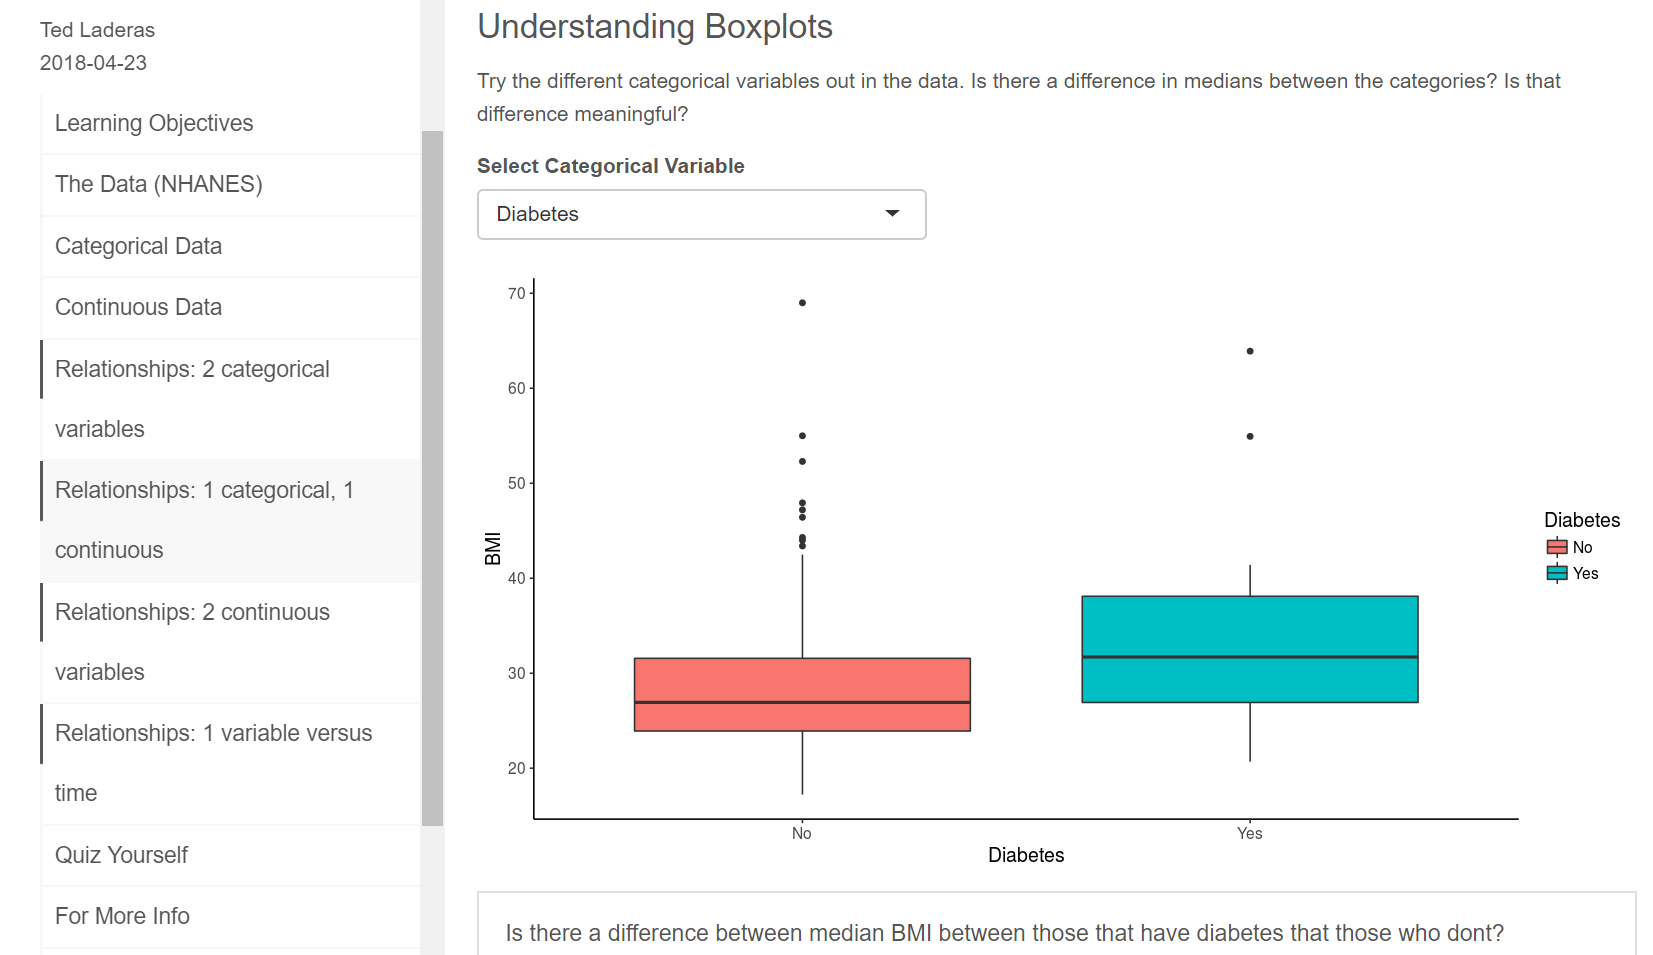 Ted Laderas
2018-04-23
Learning Objectives
The Data (NHANES)
Categorical Data
Continuous Data
Relationships: 2 categorical
variables
Relationships: 1 categorical, 1
continuous
Relationships: 2 continuous
variables
Relationships: 1 variable versus
time
Quiz Yourself
For More Info
Understanding Boxplots
Try the different categorical variables out in the data. Is there a difference in medians between the categories? Is that
difference meaningful?
Select Categorical Variable
Diabetes
70
60
50
40
30
20
BMI
No
Yes
Diabetes
Diabetes
No
Yes
Is there a difference between median BMI between those that have diabetes that those who dont?